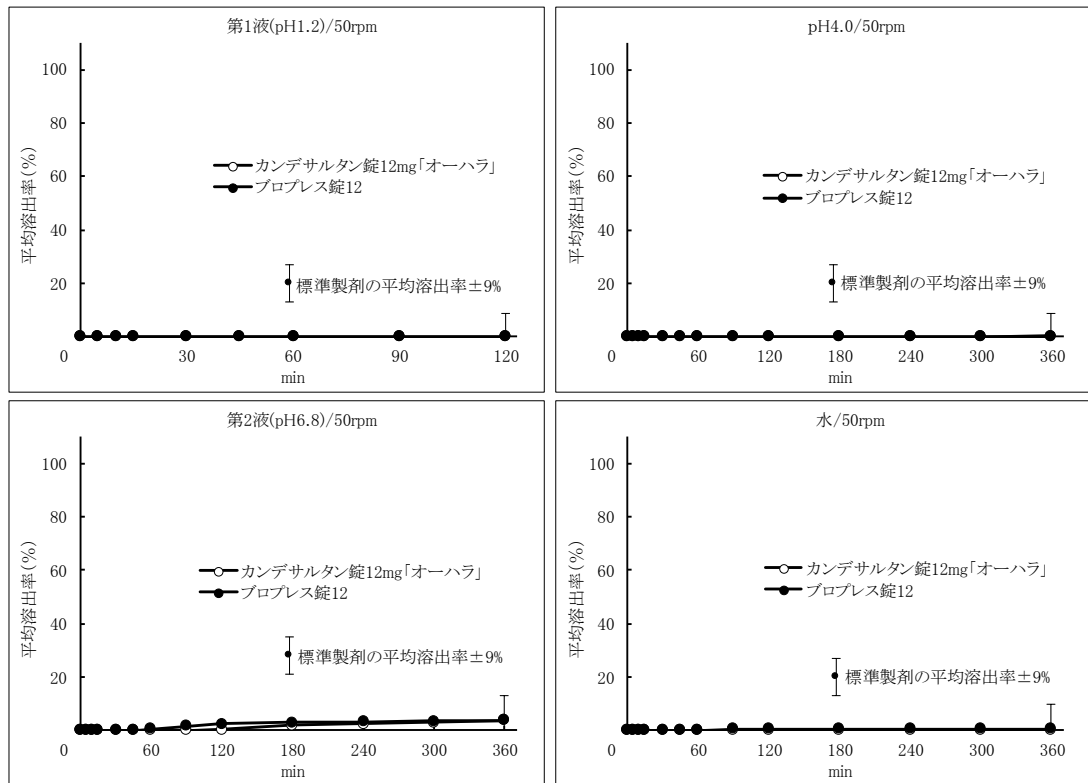 第1液(pH1.2)/50rpm
平均溶出率(%)
100
80
60
40
20
0
カンデサルタン錠12mg「オーハラ」
ブロプレス錠12
標準製剤の平均溶出率±9%
30
60
90
120
min
pH4.0/50rpm
平均溶出率(%)
100
80
60
40
20
0
カンデサルタン錠12mg「オーハラ」
ブロプレス錠12
標準製剤の平均溶出率±9%
60
120
180
240
300
360
min
第2液(pH6.8)/50rpm
平均溶出率(%)
100
80
60
40
20
0
カンデサルタン錠12mg「オーハラ」
ブロプレス錠12
標準製剤の平均溶出率±9%
60
120
180
240
300
360
min
水/50rpm
平均溶出率(%)
100
80
60
40
20
0
カンデサルタン錠12mg「オーハラ」
ブロプレス錠12
標準製剤の平均溶出率±9%
60
120
180
240
300
360
min